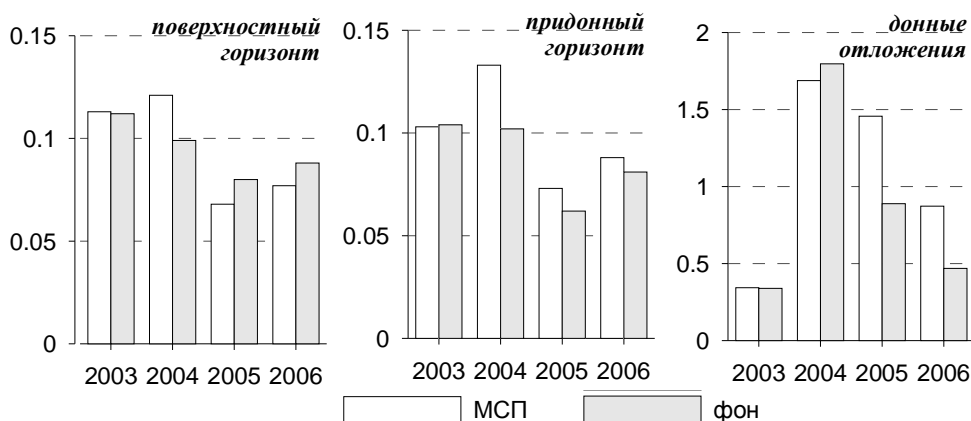 поверхностный
горизонт
0.15
0.1
0.05
0
2003 2004 2005 2006
придонный
горизонт
0.15
0.1
0.05
0
2003 2004 2005 2006
донные
отложения
2
1.5
1
0.5
0
2003 2004 2005 2006
МСП
фон